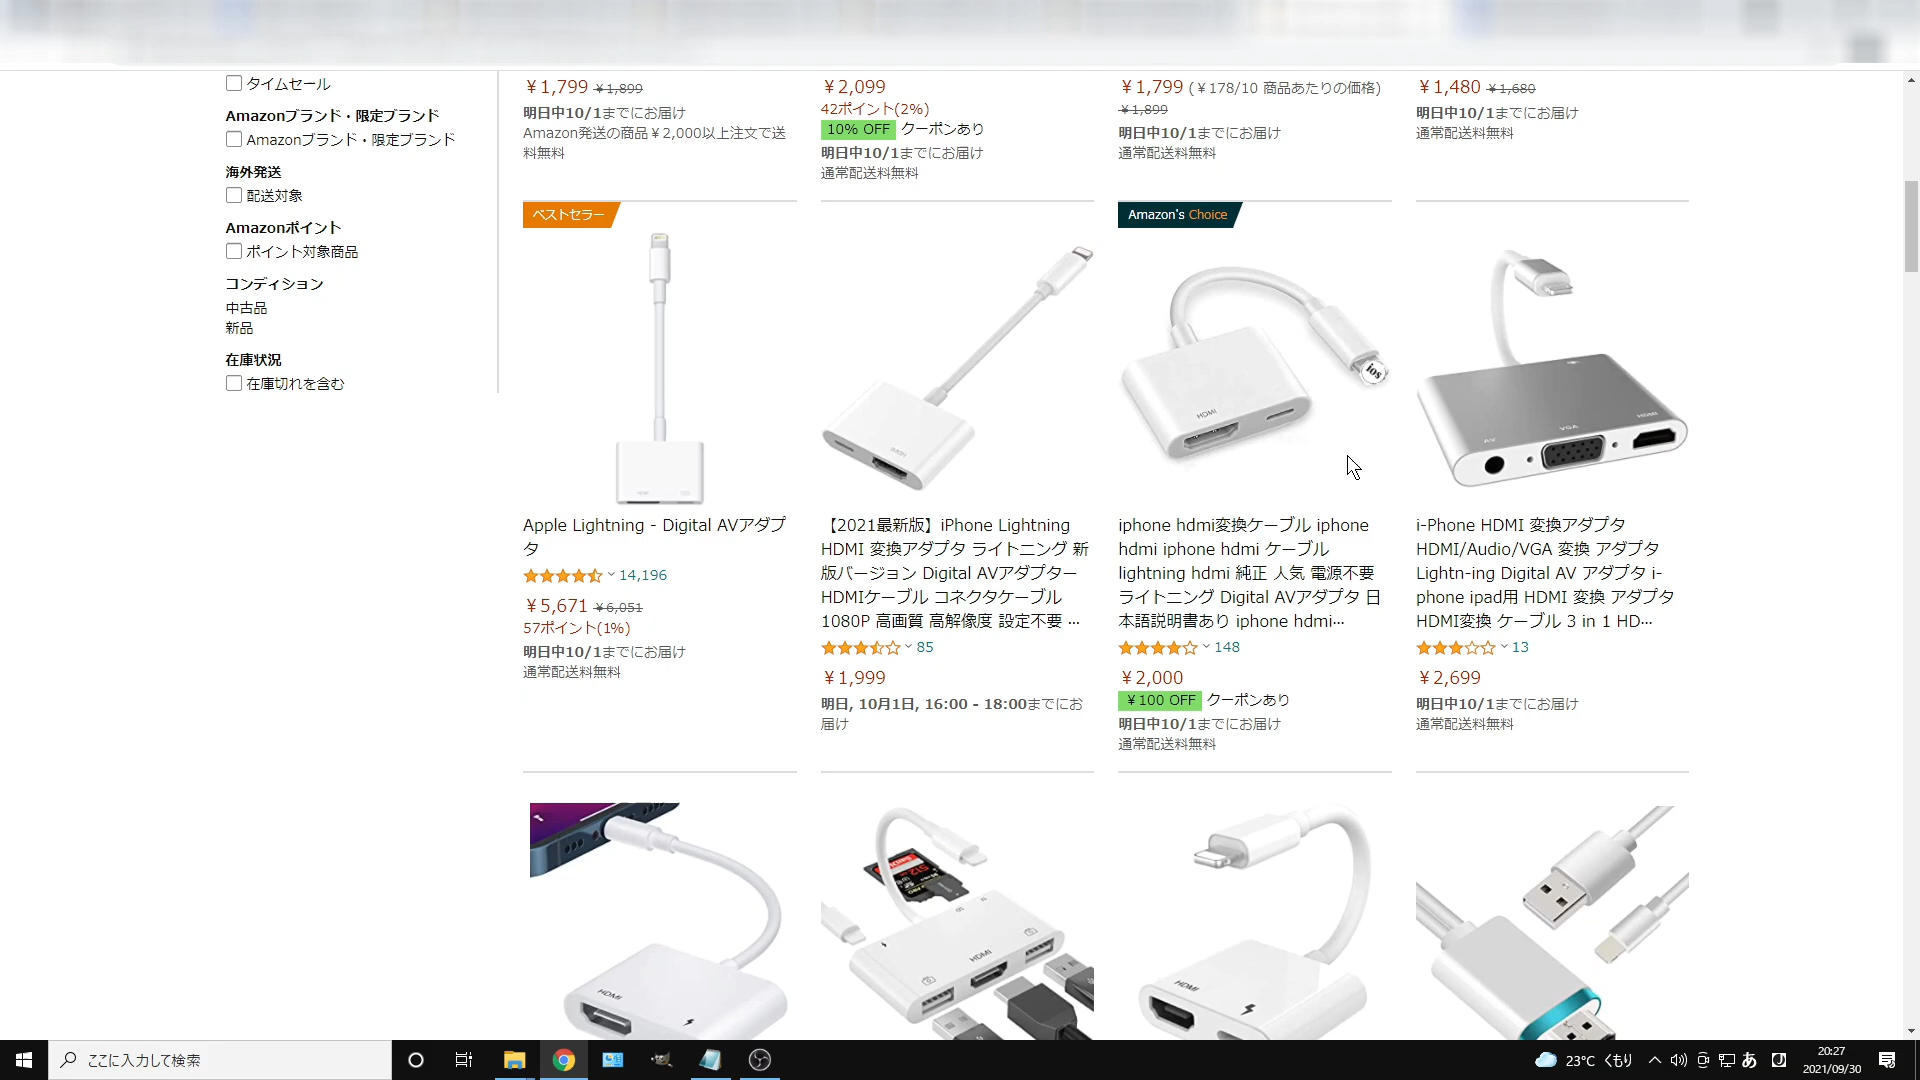 タイムセール
Amazonブランド・限定ブランド
Amazonブランド・限定ブランド
海外発送
配送対象
Amazonポイント
ポイント対象商品
コンディション
中古品
新品
在庫状況
在庫切れを含む
￥1,799 ￥1,899
明日中10/1までにお届け
Amazon発送の商品￥2,000以上注文で送
料無料
￥2,099
42ポイント(2%)
10% OFF クーポンあり
明日中10/1までにお届け
通常配送料無料
￥1,799 (￥178/10 商品あたりの価格)
￥1,899
明日中10/1までにお届け
通常配送料無料
￥1,480 ￥1,680
明日中10/1までにお届け
通常配送料無料
ベストセラー
Apple Lightning - Digital AVアダプ
タ
14,196
￥5,671 ￥6,051
57ポイント(1%)
明日中10/1までにお届け
通常配送料無料
HDMI
【2021最新版】iPhone Lightning
HDMI 変換アダプタ ライトニング 新
版バージョン Digital AVアダプター
HDMIケーブル コネクタケーブル
1080P 高画質 高解像度 設定不要 ...
85
￥1,999
明日, 10月1日, 16:00 - 18:00までにお
届け
Amazon's Choice
ios
HDMI
iphone hdmi変換ケーブル iphone
hdmi iphone hdmi ケーブル
lightning hdmi 純正 人気 電源不要
ライトニング Digital AVアダプタ 日
本語説明書あり iphone hdmi…
148
￥2,000
￥100 OFF クーポンあり
明日中10/1までにお届け
通常配送料無料
AV
VGA
HDMI
i-Phone HDMI 変換アダプタ
HDMI/Audio/VGA 変換 アダプタ
Lightn-ing Digital AV アダプタ i-
phone ipad用 HDMI 変換 アダプタ
HDMI変換 ケーブル 3 in 1 HD…
13
￥2,699
明日中10/1までにお届け
通常配送料無料
HDMI
512
HDMI
HDMI
ここに入力して検索
23°C くもり
あ
20:27
2021/09/30